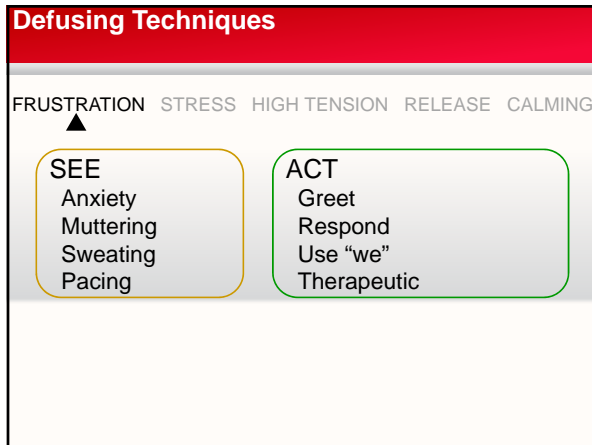 Defusing Techniques
FRUSTRATION STRESS HIGH TENSION RELEASE CALMING
SEE
Anxiety
Muttering
Sweating
Pacing
ACT
Greet
Respond
Use “we”
Therapeutic